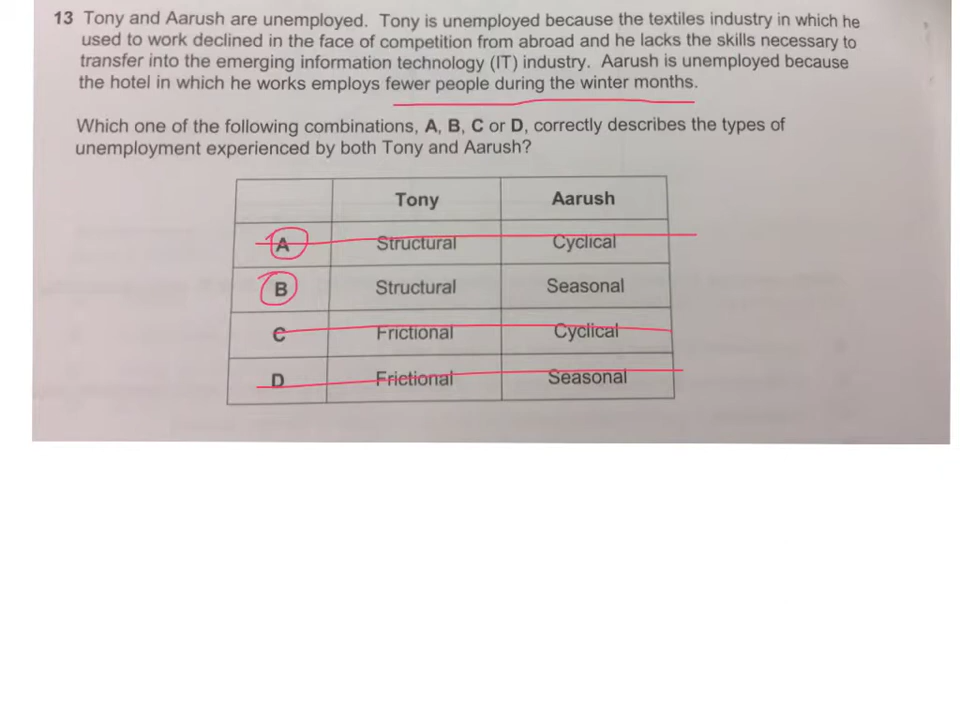 13 Tony and Aarush are unemployed. Tony is unemployed because the textiles industry in which he
used to work declined in the face of competition from abroad and he lacks the skills necessary to
transfer into the emerging information technology (IT) industry. Aarush is unemployed because
the hotel in which he works employs fewer people during the winter months.
Which one of the following combinations, A, B, C or D, correctly describes the types of
unemployment experienced by both Tony and Aarush?
Tony Aarush
A Structural Cyclical
B Structural Seasonal
C Frictional Cyclical
D Frictional Seasonal